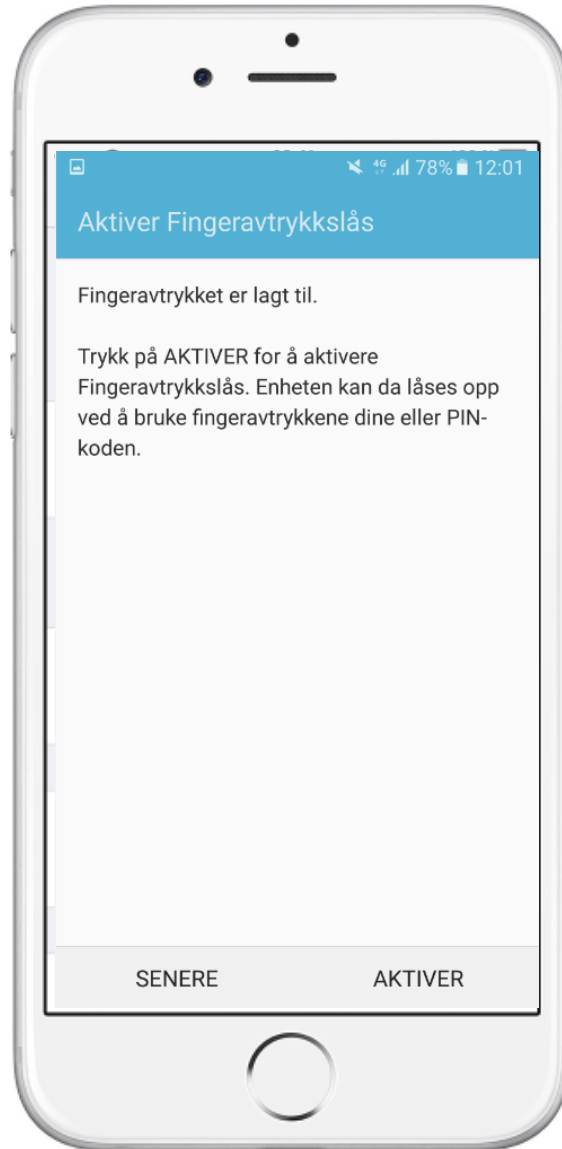 4G 78% 12:01
Aktiver Fingeravtrykkslås
Fingeravtrykket er lagt til.
Trykk på AKTIVER for å aktivere
Fingeravtrykkslås. Enheten kan da låses opp
ved å bruke fingeravtrykkene dine eller PIN-
koden.
SENERE AKTIVER